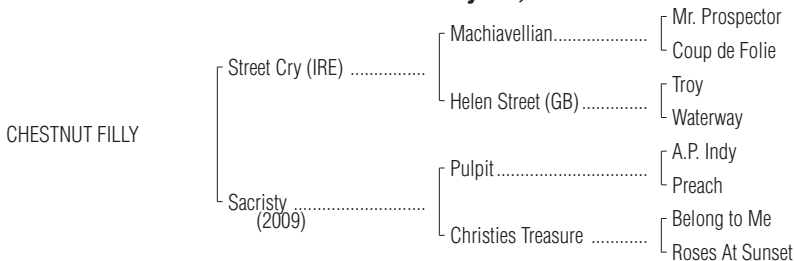 Mr. Prospector
Machiavellian....................
Coup de Folie
Street Cry (IRE) ................
Troy
Helen Street (GB)..............
Waterway
CHESTNUT FILLY
A.P. Indy
Pulpit................................
Preach
Sacristy ............................
(2009)
Belong to Me
Christies Treasure ............
Roses At Sunset